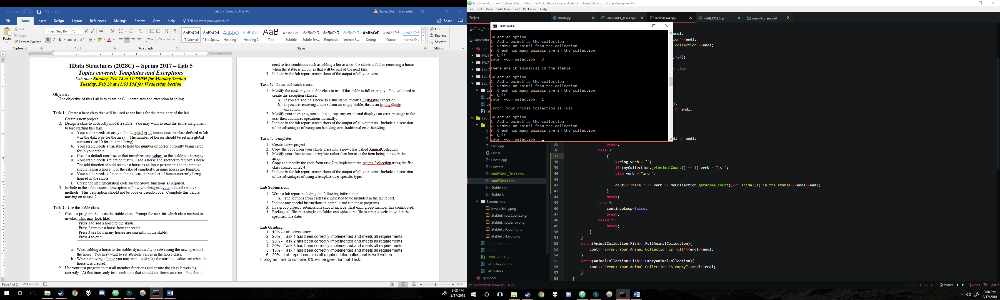 AutoSave Off
Lab 5 - Saved to this PC
Seger, Dustin (segerde)
File Home Insert Design Layout References Mailings Review View Help Tell me what you want to do
Share
Paste
Cut
Copy
Format Painter
Times New Ro 18
AaBbCcI AaBbCcI AaBbCc AaBbCcE AaB AaBbCcD AaBbCcD AaBbCcD AaBbCcD AaBbCcD AaBbCcI AaBbCcI
¶ Normal ¶ No Spac... Heading 1 Heading 2 Title Subtitle Subtle Em... Emphasis Intense E... Strong Quote Intense Q...
Find
Replace
Select
Clipboard Font Paragraph Styles Editing
1Data Structures (2028C) -- Spring 2017 – Lab 5
Topics covered: Templates and Exceptions
Lab due: Sunday, Feb 18 at 11:55PM for Monday Section
Tuesday, Feb 20 at 11:55 PM for Wednesday Section
Objective:
The objective of this Lab is to examine C++ templates and exception handling.
Task 1: Create a base class that will be used as the basis for the remainder of the lab.
1. Create a new project.
2. Design a class to abstractly model a stable. You may want to read the entire assignment
before starting this task.
a. Your stable needs an array to hold a number of horses (use the class defined in lab
4 as the data type for the array). The number of horses should be set in a global
constant (use 10 for the time being).
b. Your stable needs a variable to hold the number of horses currently being cared
for in your stable.
c. Create a default constructor that initializes any values so the stable starts empty.
d. Your stable needs a function that will add a horse and another to remove a horse.
The add function should receive a horse as an input parameter and the remove
should return a horse. For the sake of simplicity, assume horses are fungible.
e. Your stable needs a function that returns the number of horses currently being
housed in the stable.
f. Create the implementation code for the above functions as required.
3. Include in the submission a description of how you designed your add and remove
methods. This description should not be code or pseudo code. Complete this before
moving on to task 2.
Task 2: Use the stable class.
1. Create a program that tests the stable class. Prompt the user for which class method to
invoke. This may look like:
Press 1 to add a horse to the stable.
Press 2 remove a horse from the stable.
Press 3 see how many horses are currently in the stable.
Press 4 to quit.
a. When adding a horse to the stable, dynamically create (using the new operator)
the horse. You may want to set attribute values in the horse class.
b. When removing a horse you may want to display the attribute values set when the
horse was created.
2. Use your test program to test all member functions and ensure the class is working
correctly. At this time, only test conditions that should not throw an error. You don't
need to test conditions such as adding a horse when the stable is full or removing a horse
when the stable is empty as that will be part of the next task.
3. Include in the lab report screen shots of the output of all your tests.
Task 3: Throw and catch errors.
1. Modify the code in your stable class to test if the stable is full or empty. You will need to
create the exception classes.
a. If you are adding a horse to a full stable, throw a FullStable exception.
b. If you are removing a horse from an empty stable, throw an EmptyStable
exception.
2. Modify your main program so that it traps any errors and displays an error message to the
user then continues operations normally.
3. Include in the lab report screen shots of the output of all your tests. Include a discussion
of the advantages of exception handling over traditional error handling.
Task 4: Templates.
1. Create a new project
2. Copy the code from your stable class into a new class called AnimalCollection.
3. Modify your class to use a template rather than horse as the item being stored in the
array.
4. Copy and modify the code from task 2 to implement the AnimalCollection using the fish
class created in lab 4.
5. Include in the lab report screen shots of the output of all your tests. Include a discussion
of the advantages of using a template over specific types.
Lab Submission:
1. Write a lab report including the following information:
a. The sections from each task indicated to be included in the lab report.
2. Include any special instructions to compile and run those programs.
3. In a group project, submissions should include what each group member has contributed.
4. Package all files in a single zip folder and upload the file to canopy website within the
specified due date.
Lab Grading:
1. 10% - Lab attendance
2. 20% - Task 1 has been correctly implemented and meets all requirements.
3. 20% - Task 2 has been correctly implemented and meets all requirements.
4. 20% - Task 3 has been correctly implemented and meets all requirements.
5. 15% - Task 4 has been correctly implemented and meets all requirements.
6. 20% - Lab report contains all required information and is well written.
If program fails to compile, 0% will be given for that Task.
Page 1 of 2 814 words
90%
3:08 PM
2/17/2018
lab05Task4.cpp — C:\Users\Dustin\Documents\College Courses\Data Structures\Data-Structures-Group — Atom
File Edit View Selection Find Packages Help
Project
chal02.py lab05Task1_Task3.cpp lab05Task4.cpp ~WRL3732.tmp compiling_error.txt
Class_Repo
Data-Struc
.git
HW1
HW2
Lab 2
Lab 3
Lab 4
Co
La
La
lab
Lab 5
Co
Fish.cpp
Fish.h
Horse.cpp
Horse.h
lab05Task1_Task3.cpp
lab05Task4.cpp
Stable.cpp
Stable.h
Screenshots
InvalidEntry.png
StableEmptyCount.png
StableEmptyError.png
StableFullCount.png
StableFullError.png
~$b 5 Report.docx
~$Lab 5.docx
~WRL3732.tmp
Lab 5 Report.docx
Lab 5.docx
.gitignore
lab05Task4
Select an option
1: Add a animal to the collection
2: Remove an animal from the collection
3: Check how many animals are in the collection
4: Quit
Enter your selection: 3
There are 10 animal(s) in the stable
Select an option
1: Add a animal to the collection
2: Remove an animal from the collection
3: Check how many animals are in the collection
4: Quit
Enter your selection: 1
Error: Your Animal Collection is full
Select an option
1: Add a animal to the collection
2: Remove an animal from the collection
3: Check how many animals are in the collection
4: Quit
Enter your selection:
endl;
ion"<<endl;
collection"<<endl;
,1,4);
y time
);
<< endl;
dl << endl;
35 break;
36 case 3:
37 {
38 string verb = "";
39 if (myCollection.getAnimalCount() == 1) verb = "is ";
40 else verb = "are ";
41
42 cout<<"There " << verb << myCollection.getAnimalCount()<<" animal(s) in the stable"<<endl<<endl;
43 }
44 break;
45 case 4:
46 continueLoop=false;
47 break;
48 default:
49 break;
50 }
51 }
52 catch(AnimalCollection<Fish>::FullAnimalCollection){
53 cout<<"Error: Your Animal Collection is full"<<endl<<endl;
54 }
55 catch(AnimalCollection<Fish>::EmptyAnimalCollection){
56 cout<<"Error: Your Animal Collection is empty"<<endl<<endl;
57 }
58 }
Lab 5\Code\lab05Task4.cpp 37:22
CRLF UTF-8 C++ master 6 files 1 update
3:08 PM
2/17/2018